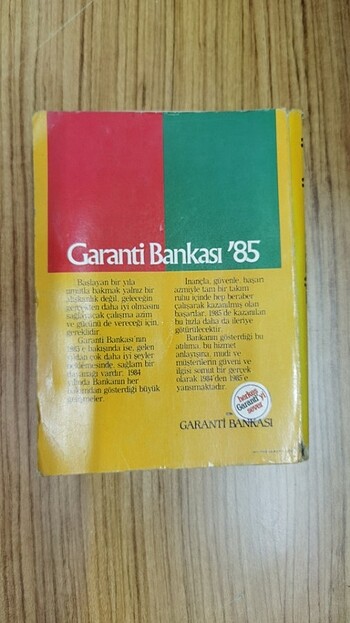 Garanti Bankası '85
Başlayan bir yıla
umutla bakmak yalnız bir
alışkanlık değil, geleceğin
geçmişten daha iyi olmasını
sağlayacak çalışma azim
ve gücünü de vereceği için,
gereklidir.
Garanti Bankası'nın
1985'e bakışında ise, gelen
yıldan çok daha iyi şeyler
beklemesinde, sağlam bir
dayanağı vardır: 1984
yılında Bankanın her
bakımdan gösterdiği büyük
gelişmeler.
İnançla, güvenle, başarı
azmiyle tam bir takım
ruhu içinde hep beraber
çalışarak kazanılmış olan
başarılar, 1985'de kazanılan
bu hızla daha da ileriye
götürülecektir.
Bankanın gösterdiği bu
atılıma, bu hizmet
anlayışına, mudi ve
müşterilerin güveni ve
ilgisi somut bir gerçek
olarak 1984'den 1985'e
yansımaktadır.
herkes
Garanti'yi
sever
GARANTİ BANKASI